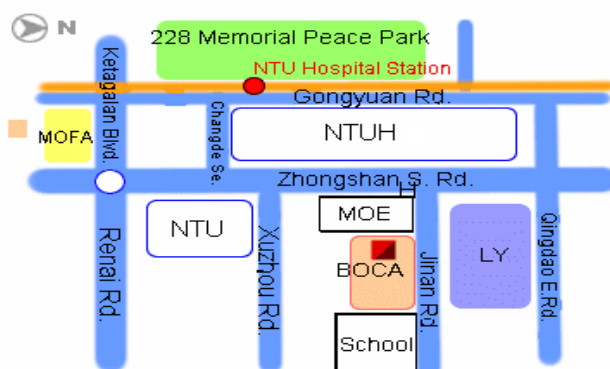 N
228 Memorial Peace Park
NTU Hospital Station
Ketagalan Blvd.
Gongyuan Rd.
Changde Se.
MOFA
NTUH
Zhongshan S. Rd.
MOE
NTU
Renai Rd.
Xuzhou Rd.
BOCA
Jinan Rd.
LY
Qingdao E.Rd.
School